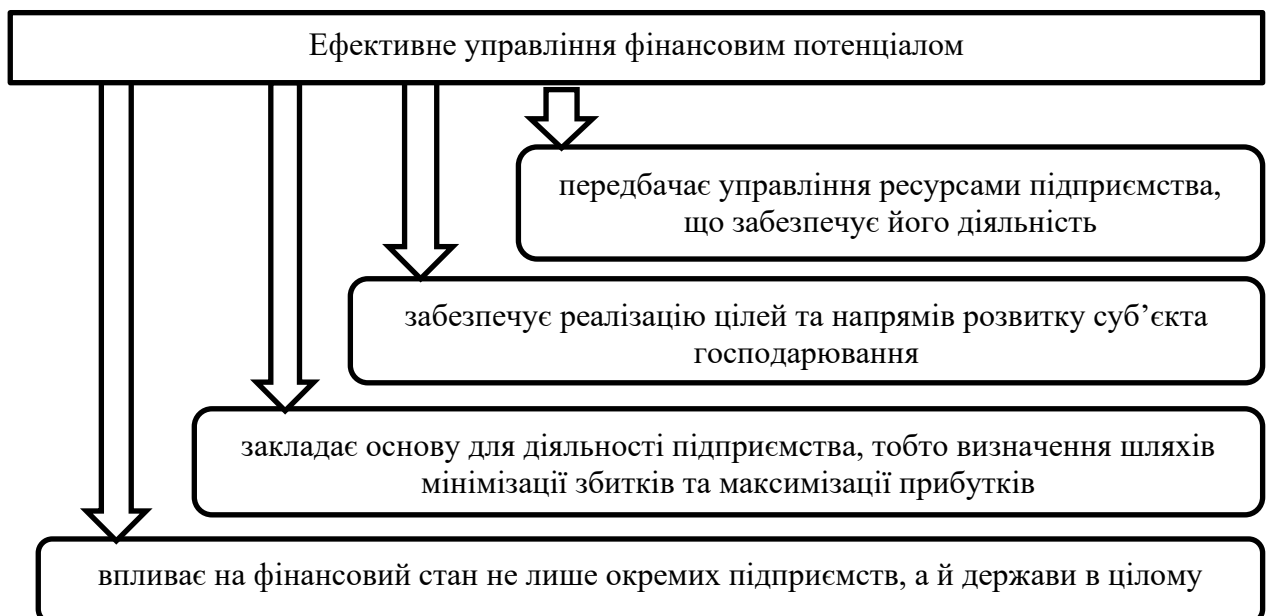 Ефективне управління фінансовим потенціалом
передбачає управління ресурсами підприємства,
що забезпечує його діяльність
забезпечує реалізацію цілей та напрямів розвитку суб’єкта
господарювання
закладає основу для діяльності підприємства, тобто визначення шляхів
мінімізації збитків та максимізації прибутків
впливає на фінансовий стан не лише окремих підприємств, а й держави в цілому